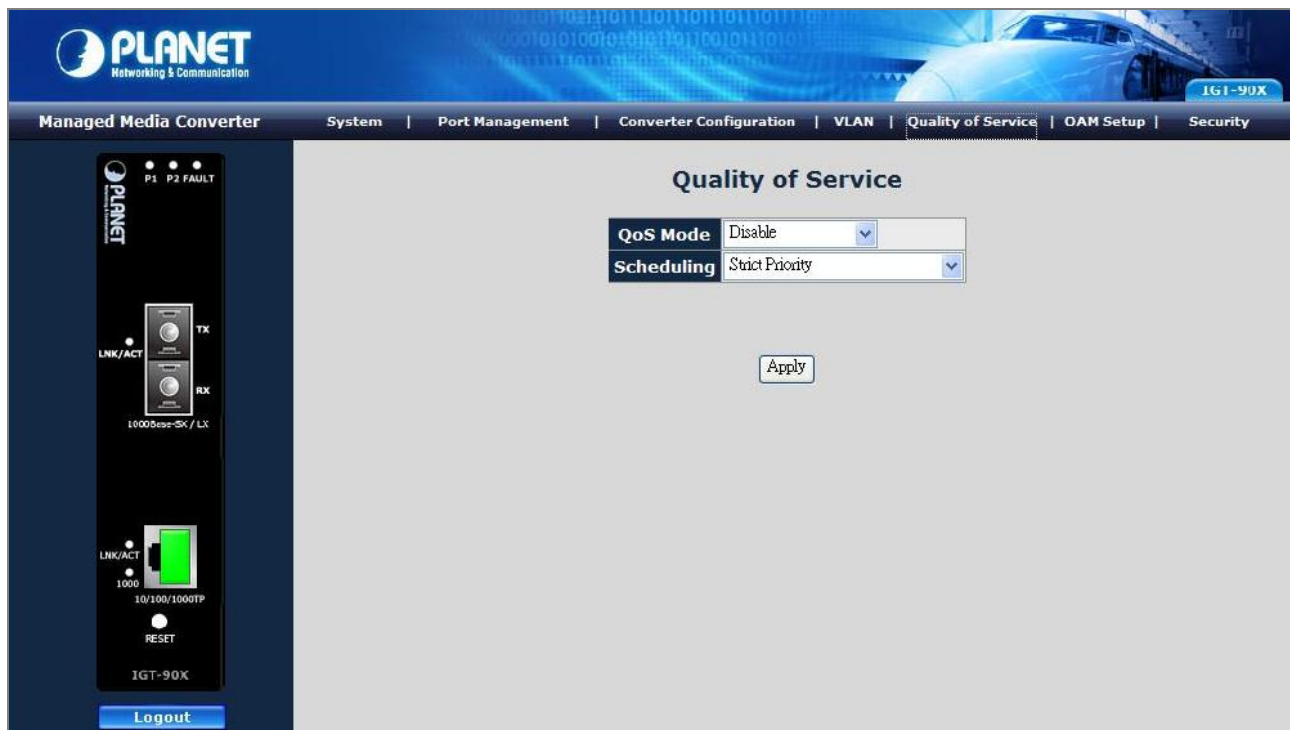 PLANET
Networking & Communication
IGT-90X
Managed Media Converter
System | Port Management | Converter Configuration | VLAN | Quality of Service | OAM Setup | Security
P1 P2 FAULT
PLANET
Quality of Service
QoS Mode Disable
Scheduling Strict Priority
Apply
TX
LNK/ACT
RX
1000Base-SX / LX
LNK/ACT
1000
10/100/1000TP
RESET
IGT-90X
Logout